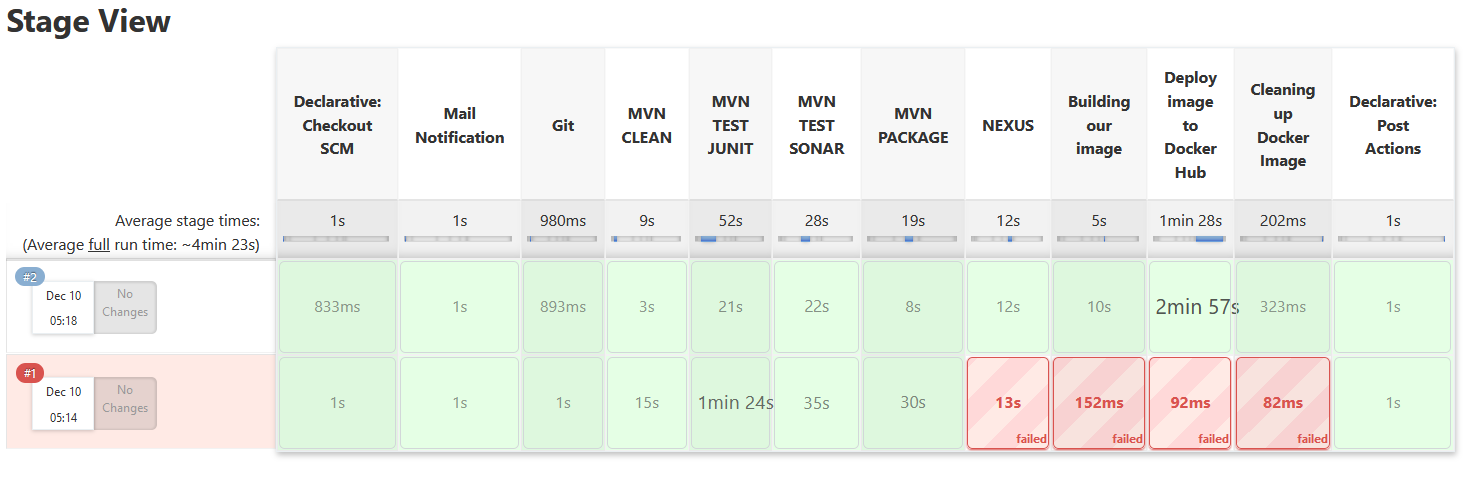 Stage View
Declarative:
Checkout
SCM
Mail
Notification
Git
MVN
CLEAN
MVN
TEST
JUNIT
MVN
TEST
SONAR
MVN
PACKAGE
NEXUS
Building
our
image
Deploy
image
to
Docker
Hub
Cleaning
up
Docker
Image
Declarative:
Post
Actions
Average stage times:
(Average full run time: ~4min 23s)
1s
1s
980ms
9s
52s
28s
19s
12s
5s
1min 28s
202ms
1s
#2
Dec 10
05:18
No
Changes
833ms
1s
893ms
3s
21s
22s
8s
12s
10s
2min 57s
323ms
1s
#1
Dec 10
05:14
No
Changes
1s
1s
1s
15s
1min 24s
35s
30s
13s
failed
152ms
failed
92ms
failed
82ms
failed
1s